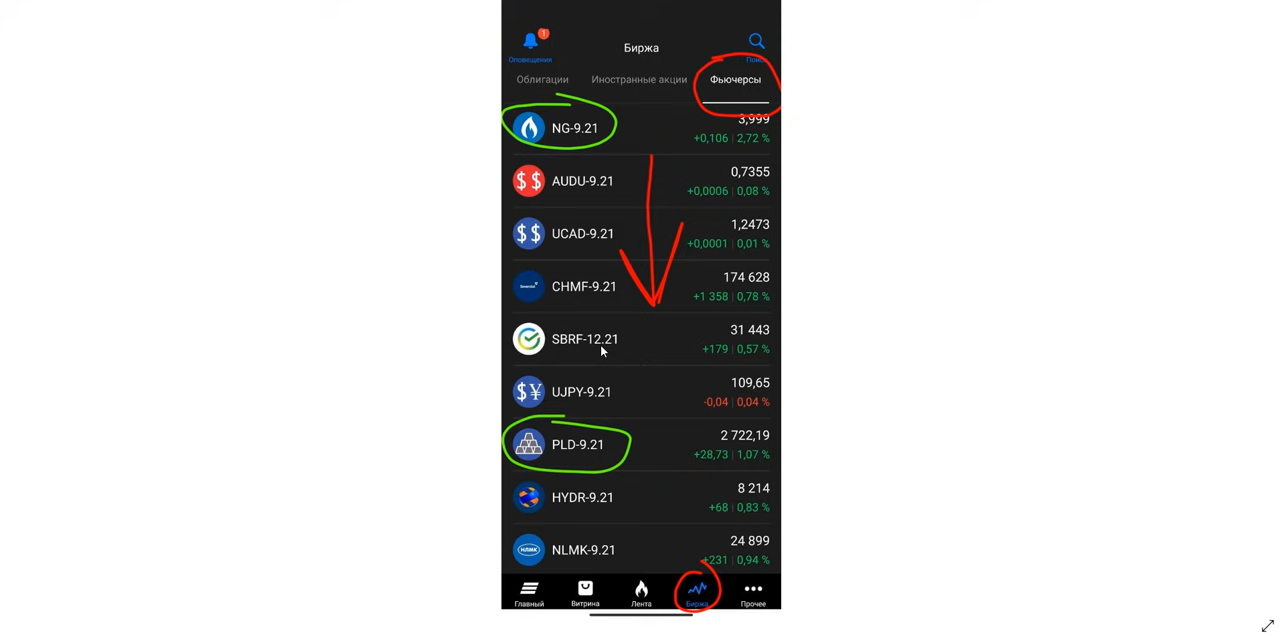 1
Оповещения
Биржа
Облигации Иностранные акции Фьючерсы
NG-9.21 3,999
+0,106 | 2,72 %
AUDU-9.21 0,7355
+0,0006 | 0,08 %
UCAD-9.21 1,2473
+0,0001 | 0,01 %
CHMF-9.21 174 628
+1 358 | 0,78 %
SBRF-12.21 31 443
+179 | 0,57 %
UJPY-9.21 109,65
-0,04 | 0,04 %
PLD-9.21 2 722,19
+28,73 | 1,07 %
HYDR-9.21 8 214
+68 | 0,83 %
НЛМК NLMK-9.21 24 899
+231 | 0,94 %
Главный Витрина Лента Биржа Прочее